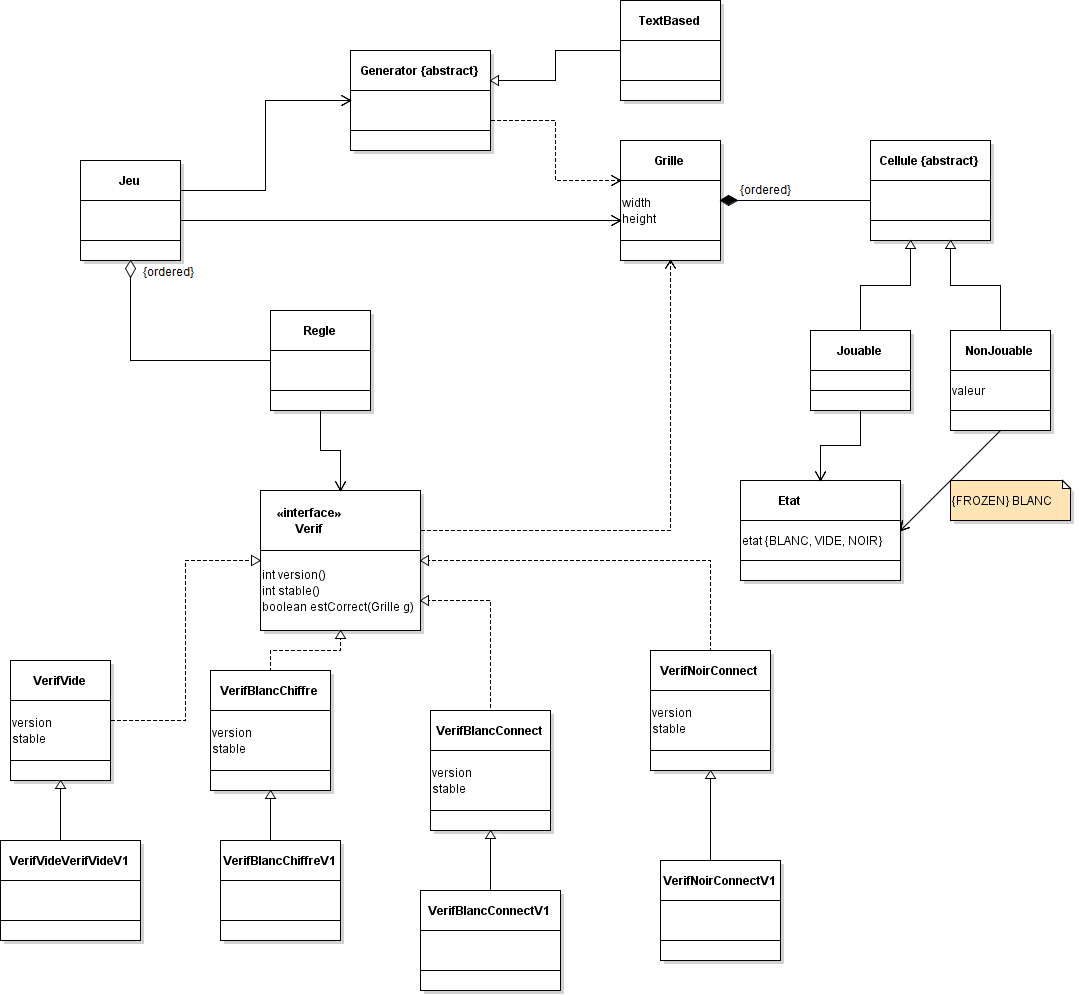 TextBased
Generator {abstract}
Jeu
{ordered}
Grille
width
height
{ordered}
Cellule {abstract}
Regle
Jouable
NonJouable
valeur
Etat
etat {BLANC, VIDE, NOIR}
{FROZEN} BLANC
«interface»
Verif
int version()
int stable()
boolean estCorrect(Grille g)
VerifVide
version
stable
VerifBlancChiffre
version
stable
VerifBlancConnect
version
stable
VerifNoirConnect
version
stable
VerifVideVerifVideV1
VerifBlancChiffreV1
VerifBlancConnectV1
VerifNoirConnectV1